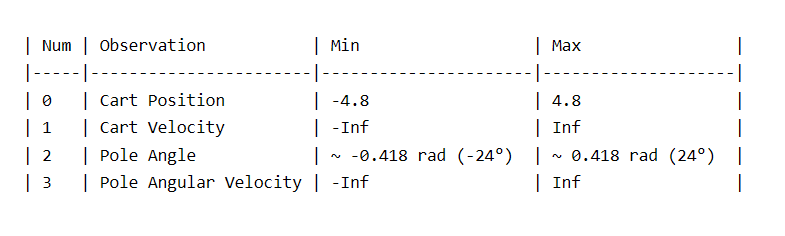 | Num | Observation           | Min                 | Max               |
|-----|-----------------------|---------------------|-------------------|
| 0   | Cart Position         | -4.8                | 4.8               |
| 1   | Cart Velocity         | -Inf                | Inf               |
| 2   | Pole Angle            | ~ -0.418 rad (-24°) | ~ 0.418 rad (24°) |
| 3   | Pole Angular Velocity | -Inf                | Inf               |